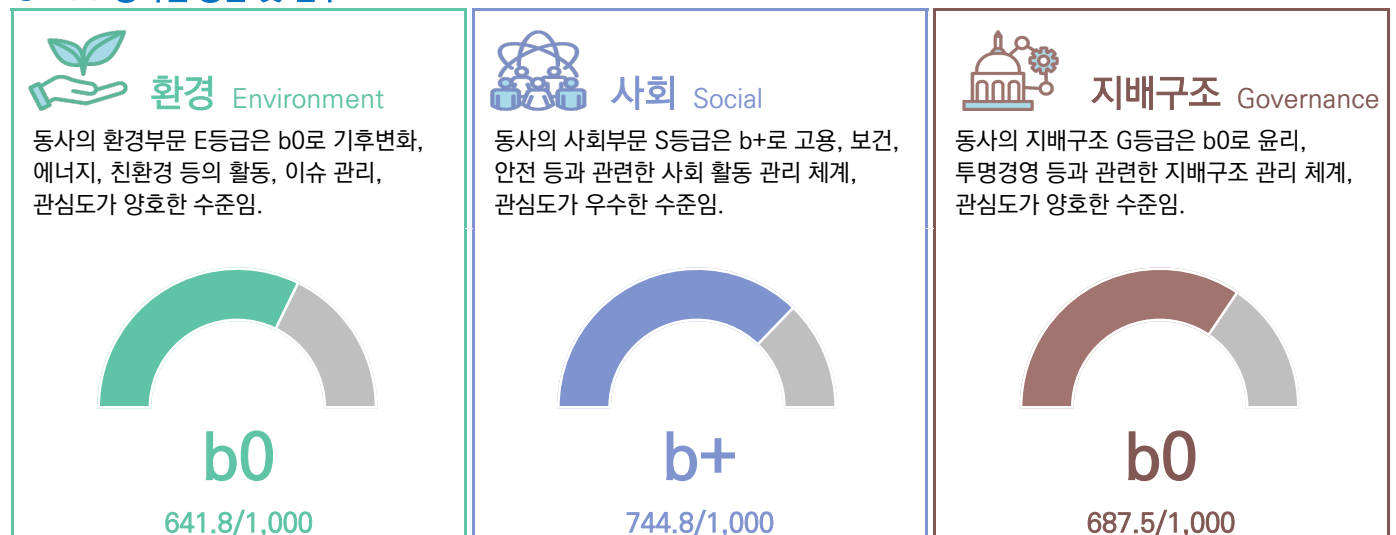 환경 Environment
동사의 환경부문 E등급은 b0로 기후변화,
에너지, 친환경 등의 활동, 이슈 관리,
관심도가 양호한 수준임.
b0
641.8/1,000
사회 Social
동사의 사회부문 S등급은 b+로 고용, 보건,
안전 등과 관련한 사회 활동 관리 체계,
관심도가 우수한 수준임.
b+
744.8/1,000
지배구조 Governance
동사의 지배구조 G등급은 b0로 윤리,
투명경영 등과 관련한 지배구조 관리 체계,
관심도가 양호한 수준임.
b0
687.5/1,000